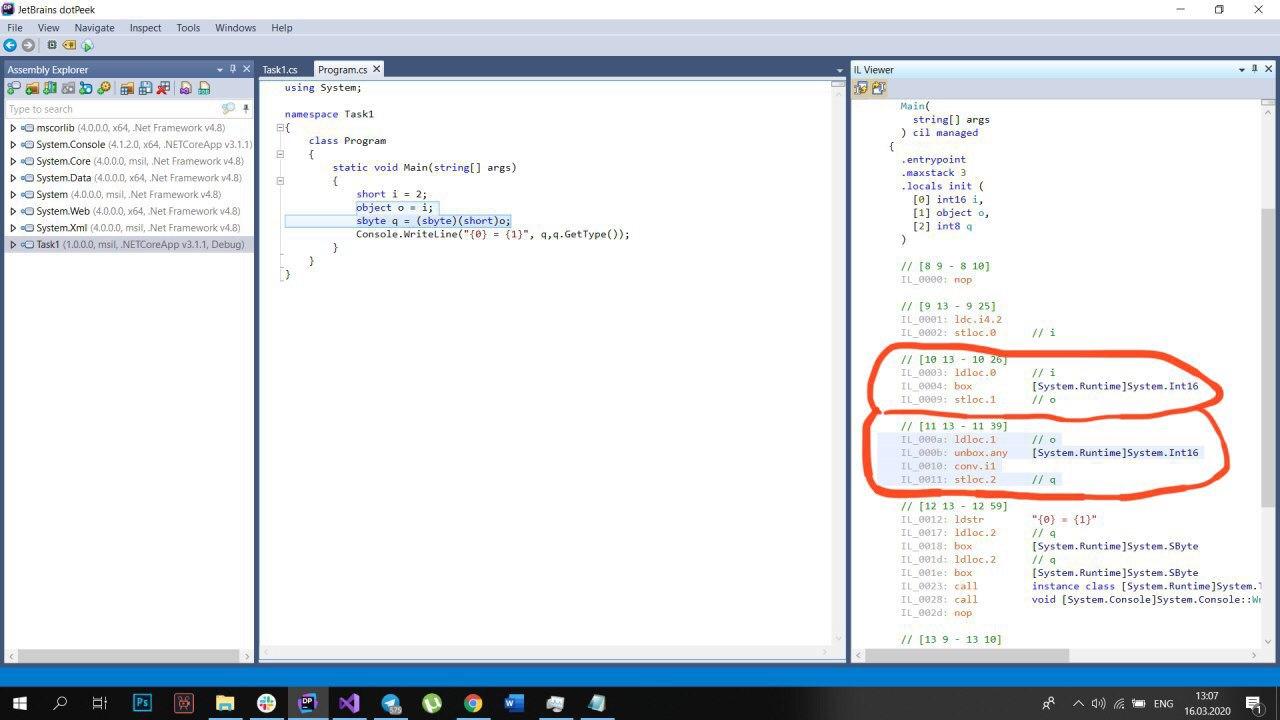 JetBrains dotPeek
File View Navigate Inspect Tools Windows Help
Assembly Explorer
Type to search
mscorlib (4.0.0.0, x64, .Net Framework v4.8)
System.Console (4.1.2.0, x64, .NETCoreApp v3.1.1)
System.Core (4.0.0.0, msil, .Net Framework v4.8)
System.Data (4.0.0.0, x64, .Net Framework v4.8)
System (4.0.0.0, msil, .Net Framework v4.8)
System.Web (4.0.0.0, x64, .Net Framework v4.8)
System.Xml (4.0.0.0, msil, .Net Framework v4.8)
Task1 (1.0.0.0, msil, .NETCoreApp v3.1.1, Debug)
Task1.cs Program.cs
using System;
namespace Task1
{
class Program
{
static void Main(string[] args)
{
short i = 2;
object o = i;
sbyte q = (sbyte)(short)o;
Console.WriteLine("{0} = {1}", q,q.GetType());
}
}
}
IL Viewer
Main(
string[] args
) cil managed
{
.entrypoint
.maxstack 3
.locals init (
[0] int16 i,
[1] object o,
[2] int8 q
)
// [8 9 - 8 10]
IL_0000: nop
// [9 13 - 9 25]
IL_0001: ldc.i4.2
IL_0002: stloc.0 // i
// [10 13 - 10 26]
IL_0003: ldloc.0 // i
IL_0004: box [System.Runtime]System.Int16
IL_0009: stloc.1 // o
// [11 13 - 11 39]
IL_000a: ldloc.1 // o
IL_000b: unbox.any [System.Runtime]System.Int16
IL_0010: conv.i1
IL_0011: stloc.2 // q
// [12 13 - 12 59]
IL_0012: ldstr "{0} = {1}"
IL_0017: ldloc.2 // q
IL_0018: box [System.Runtime]System.SByte
IL_001d: ldloc.2 // q
IL_001e: box [System.Runtime]System.SByte
IL_0023: call instance class [System.Runtime]System.
IL_0028: call void [System.Console]System.Console::W
IL_002d: nop
// [13 9 - 13 10]
DP
Ps
W
ENG
13:07
16.03.2020